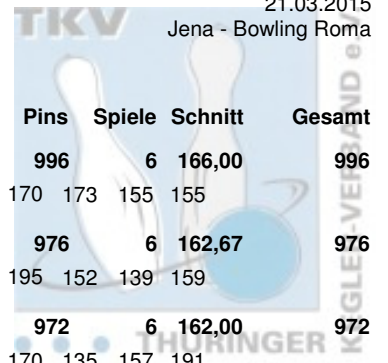 21.03.2015
TKV
Jena - Bowling Roma
Pins Spiele Schnitt Gesamt
996 6 166,00 996
170 173 155 155
976 6 162,67 976
195 152 139 159
972 6 162,00 972
170 135 157 191
THÜRINGER
KEGLER-VERBAND e.V